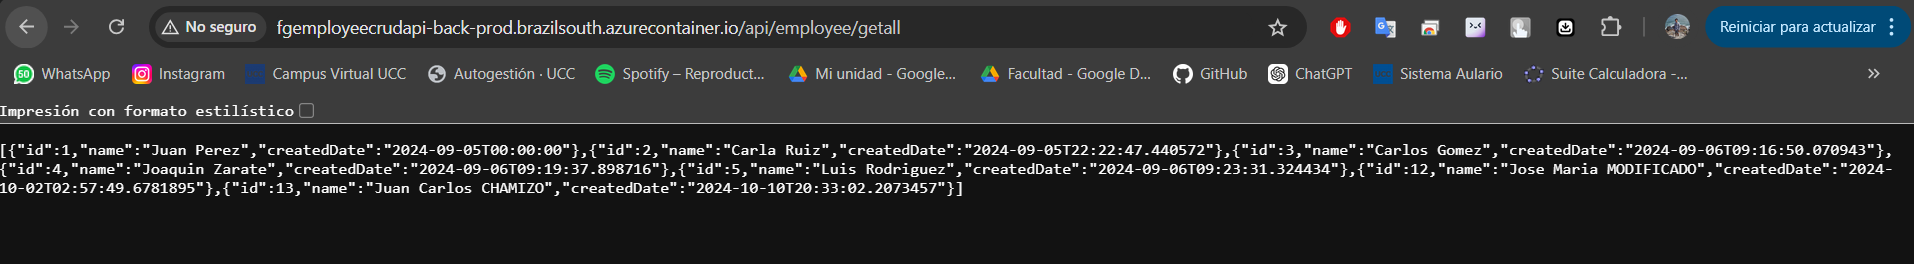 No seguro fgemployeecrudapi-back-prod.brazilsouth.azurecontainer.io/api/employee/getall Reiniciar para actualizar
50 WhatsApp Instagram Campus Virtual UCC Autogestión · UCC Spotify – Reproduct... Mi unidad - Google... Facultad - Google D... GitHub ChatGPT Sistema Aulario Suite Calculadora -...
Impresión con formato estilístico
[{"id":1,"name":"Juan Perez","createdDate":"2024-09-05T00:00:00"},{"id":2,"name":"Carla Ruiz","createdDate":"2024-09-05T22:22:47.440572"},{"id":3,"name":"Carlos Gomez","createdDate":"2024-09-06T09:16:50.070943"},
{"id":4,"name":"Joaquin Zarate","createdDate":"2024-09-06T09:19:37.898716"},{"id":5,"name":"Luis Rodriguez","createdDate":"2024-09-06T09:23:31.324434"},{"id":12,"name":"Jose Maria MODIFICADO","createdDate":"2024-
10-02T02:57:49.6781895"},{"id":13,"name":"Juan Carlos CHAMIZO","createdDate":"2024-10-10T20:33:02.2073457"}]